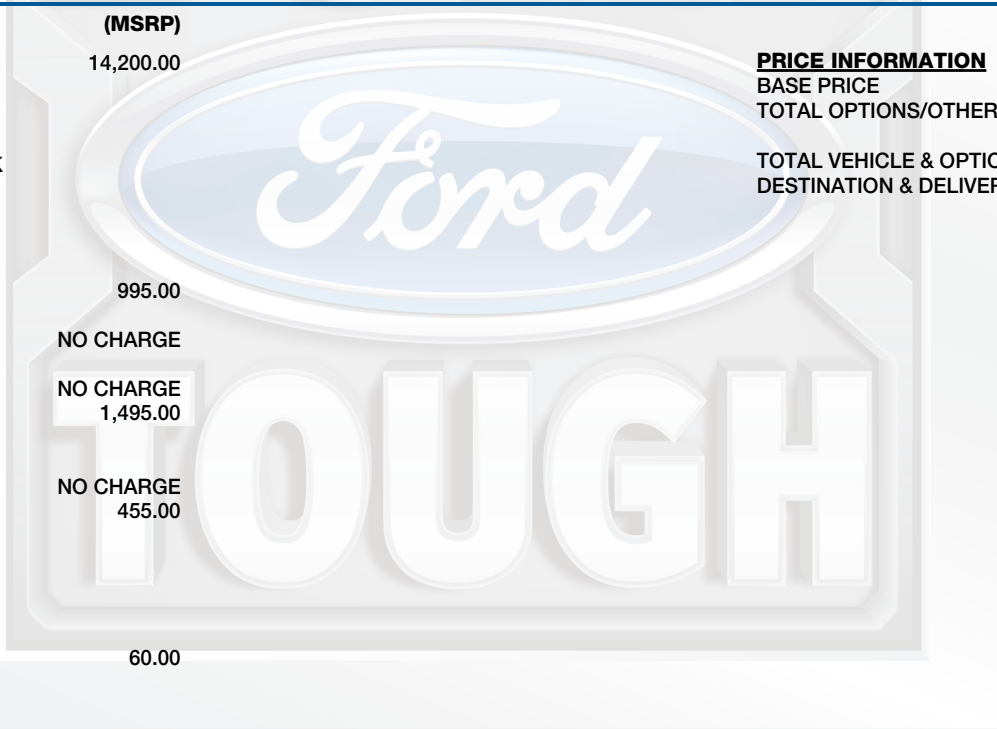 (MSRP)
14,200.00
995.00
NO CHARGE
NO CHARGE
1,495.00
NO CHARGE
455.00
60.00
PRICE INFORMATION
BASE PRICE
TOTAL OPTIONS/OTHER
TOTAL VEHICLE & OPTIO
DESTINATION & DELIVER
Ford
TOUGH